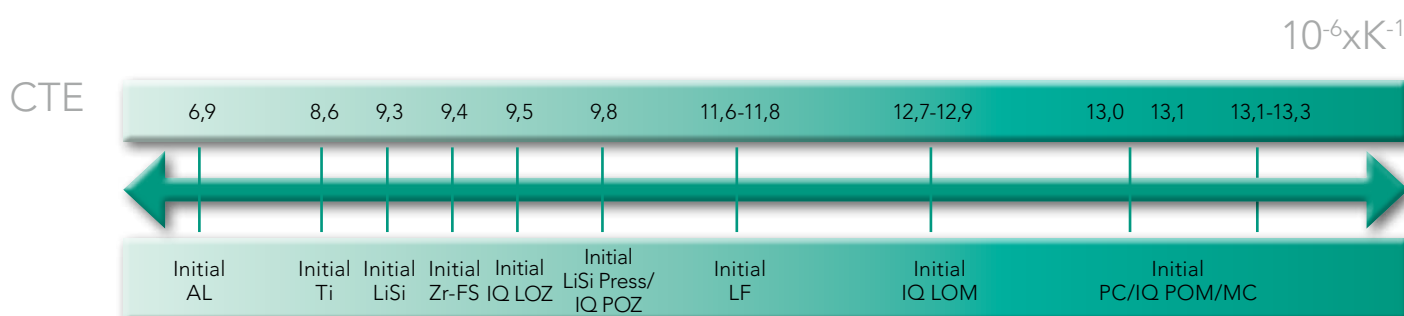 10⁻⁶xK⁻¹
CTE
6,9 8,6 9,3 9,4 9,5 9,8 11,6-11,8 12,7-12,9 13,0 13,1 13,1-13,3
Initial AL
Initial Ti
Initial LiSi
Initial Zr-FS
Initial IQ LOZ
Initial LiSi Press/ IQ POZ
Initial LF
Initial IQ LOM
Initial PC/IQ POM/MC